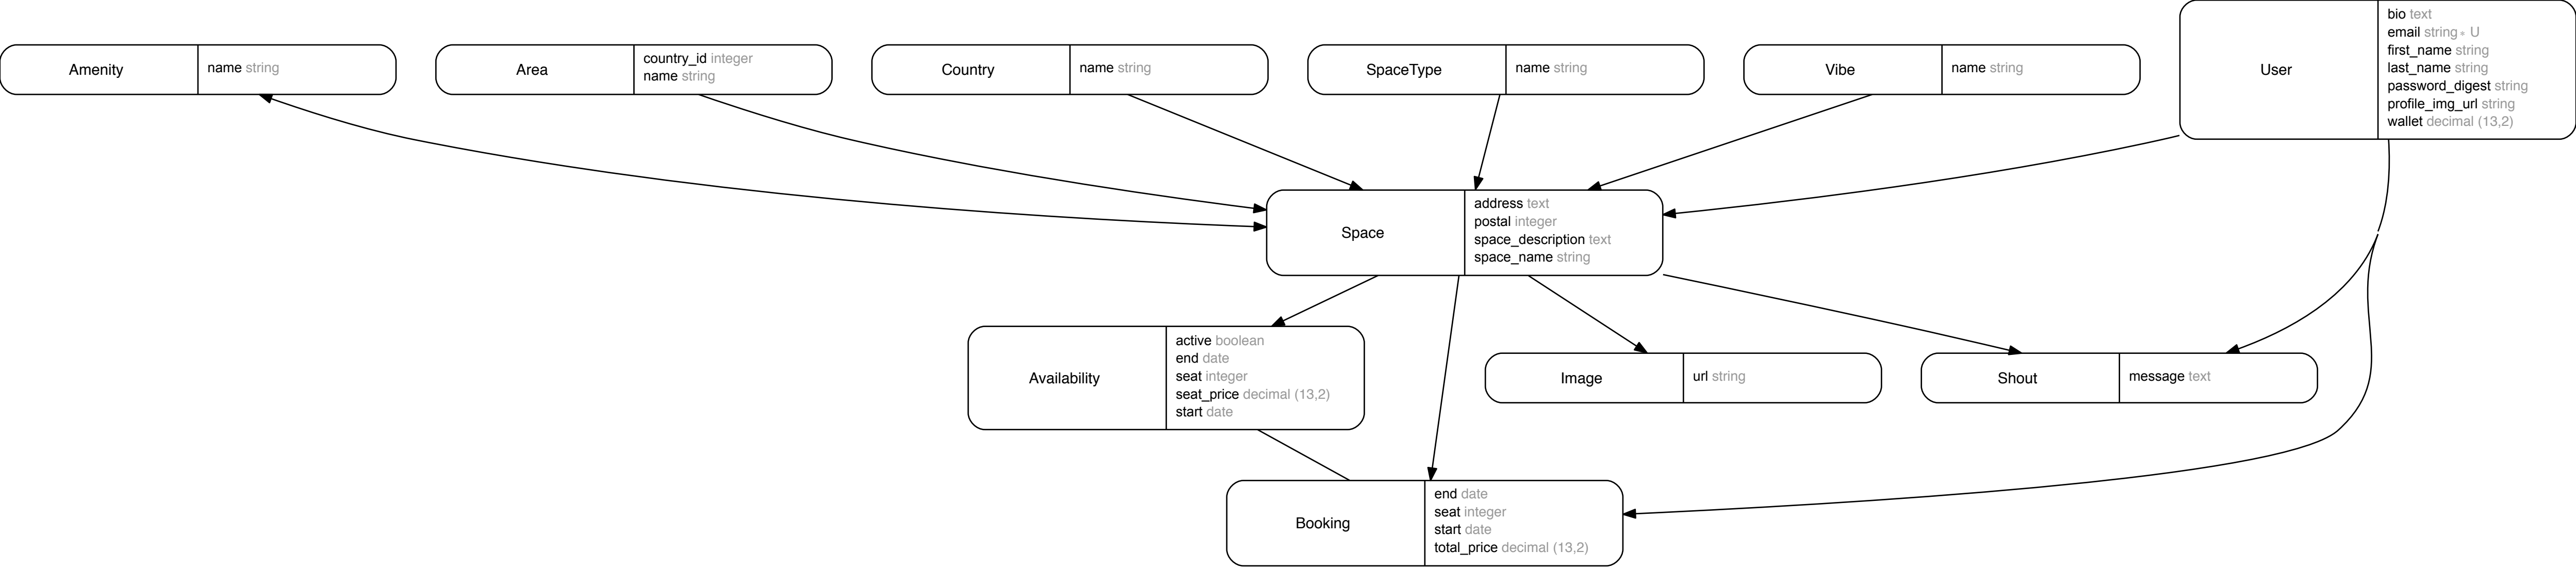 Amenity
name string
Area
country_id integer
name string
Country
name string
SpaceType
name string
Vibe
name string
User
bio text
email string∗ U
first_name string
last_name string
password_digest string
profile_img_url string
wallet decimal (13,2)
Space
address text
postal integer
space_description text
space_name string
Availability
active boolean
end date
seat integer
seat_price decimal (13,2)
start date
Image
url string
Shout
message text
Booking
end date
seat integer
start date
total_price decimal (13,2)